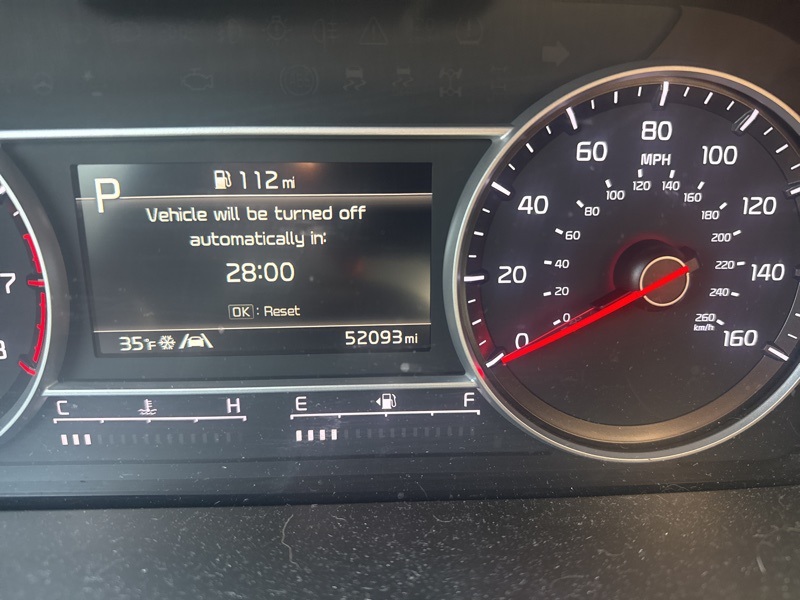 P
112 mi
Vehicle will be turned off
automatically in:
28:00
OK : Reset
35°F
52093 mi
C H
E F
7
8
0 20 40 60 80 100 120 140 160
MPH
0 20 40 60 80 100 120 140 160 180 200 220 240 260
km/h